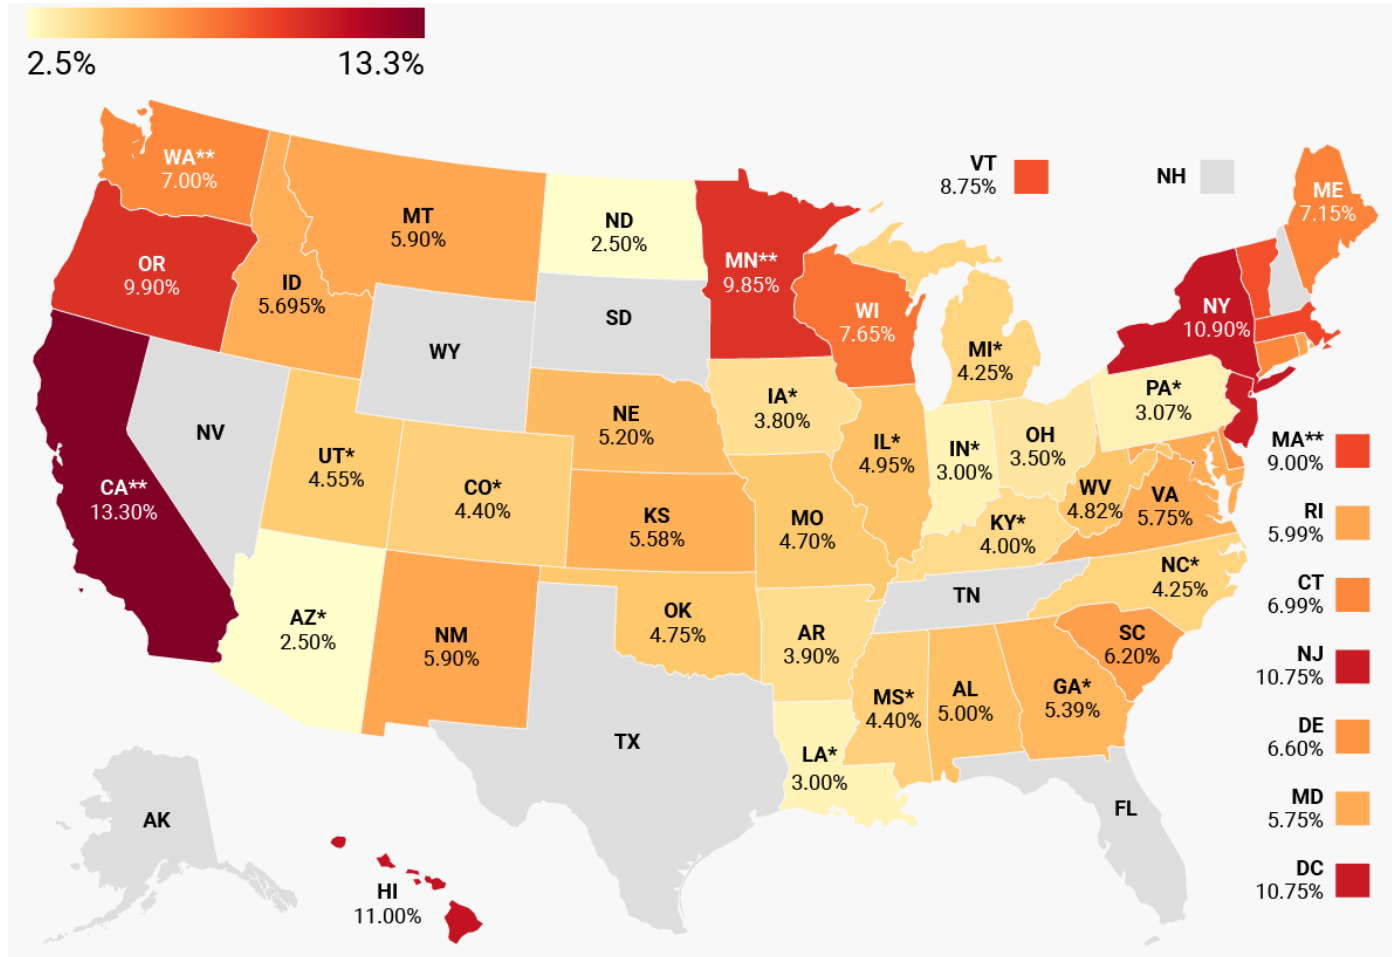 2.5%
13.3%
WA**
7.00%
VT
8.75%
NH
ME
7.15%
MT
5.90%
ND
2.50%
OR
9.90%
MN**
9.85%
ID
5.695%
NY
10.90%
WI
7.65%
SD
WY
MI*
4.25%
PA*
3.07%
IA*
3.80%
NE
5.20%
NV
IL*
4.95%
IN*
3.00%
OH
3.50%
MA**
9.00%
UT*
4.55%
CO*
4.40%
CA**
13.30%
WV
4.82%
VA
5.75%
KS
5.58%
MO
4.70%
KY*
4.00%
RI
5.99%
NC*
4.25%
CT
6.99%
TN
AZ*
2.50%
NM
5.90%
OK
4.75%
AR
3.90%
SC
6.20%
NJ
10.75%
MS*
4.40%
AL
5.00%
GA*
5.39%
TX
DE
6.60%
LA*
3.00%
MD
5.75%
FL
AK
DC
10.75%
HI
11.00%